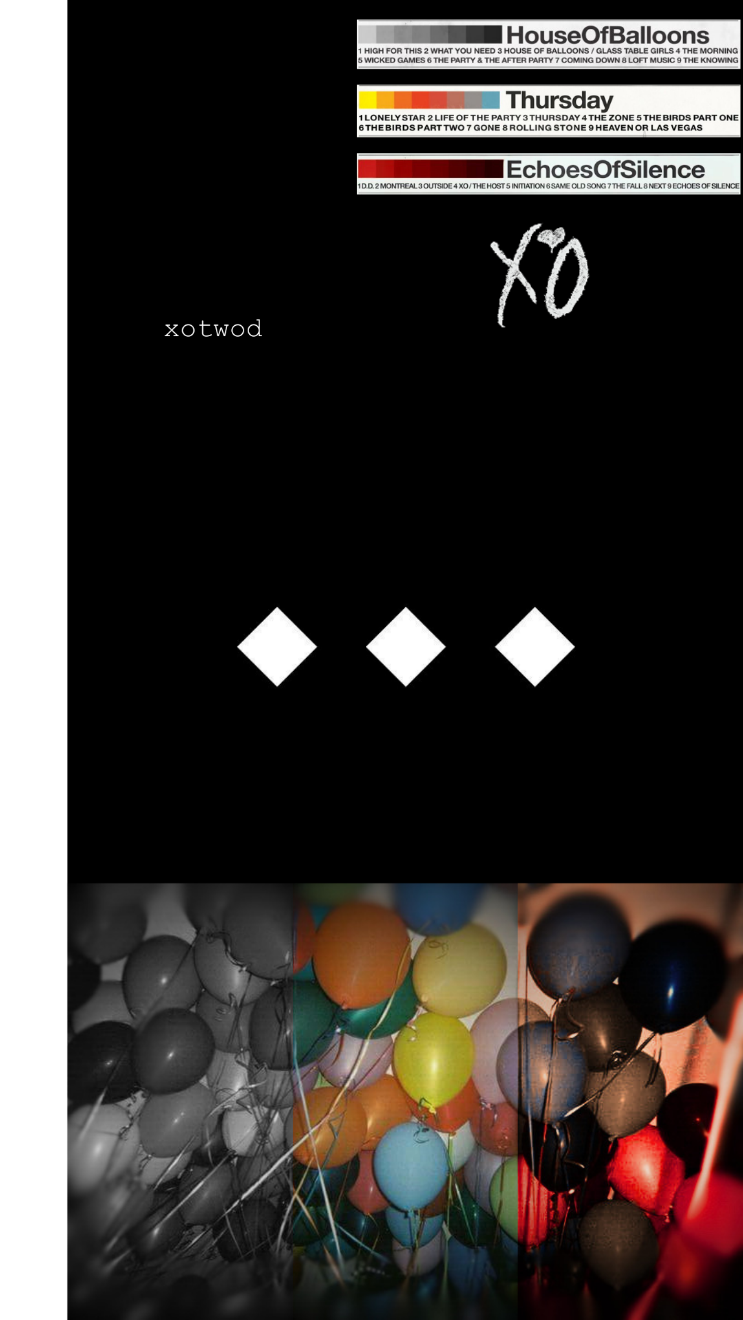 HouseOfBalloons
1 HIGH FOR THIS 2 WHAT YOU NEED 3 HOUSE OF BALLOONS / GLASS TABLE GIRLS 4 THE MORNING
5 WICKED GAMES 6 THE PARTY & THE AFTER PARTY 7 COMING DOWN 8 LOFT MUSIC 9 THE KNOWING
Thursday
1 LONELY STAR 2 LIFE OF THE PARTY 3 THURSDAY 4 THE ZONE 5 THE BIRDS PART ONE
6 THE BIRDS PART TWO 7 GONE 8 ROLLING STONE 9 HEAVEN OR LAS VEGAS
EchoesOfSilence
1 D.D. 2 MONTREAL 3 OUTSIDE 4 XO / THE HOST 5 INITIATION 6 SAME OLD SONG 7 THE FALL 8 NEXT 9 ECHOES OF SILENCE
XO
xotwod